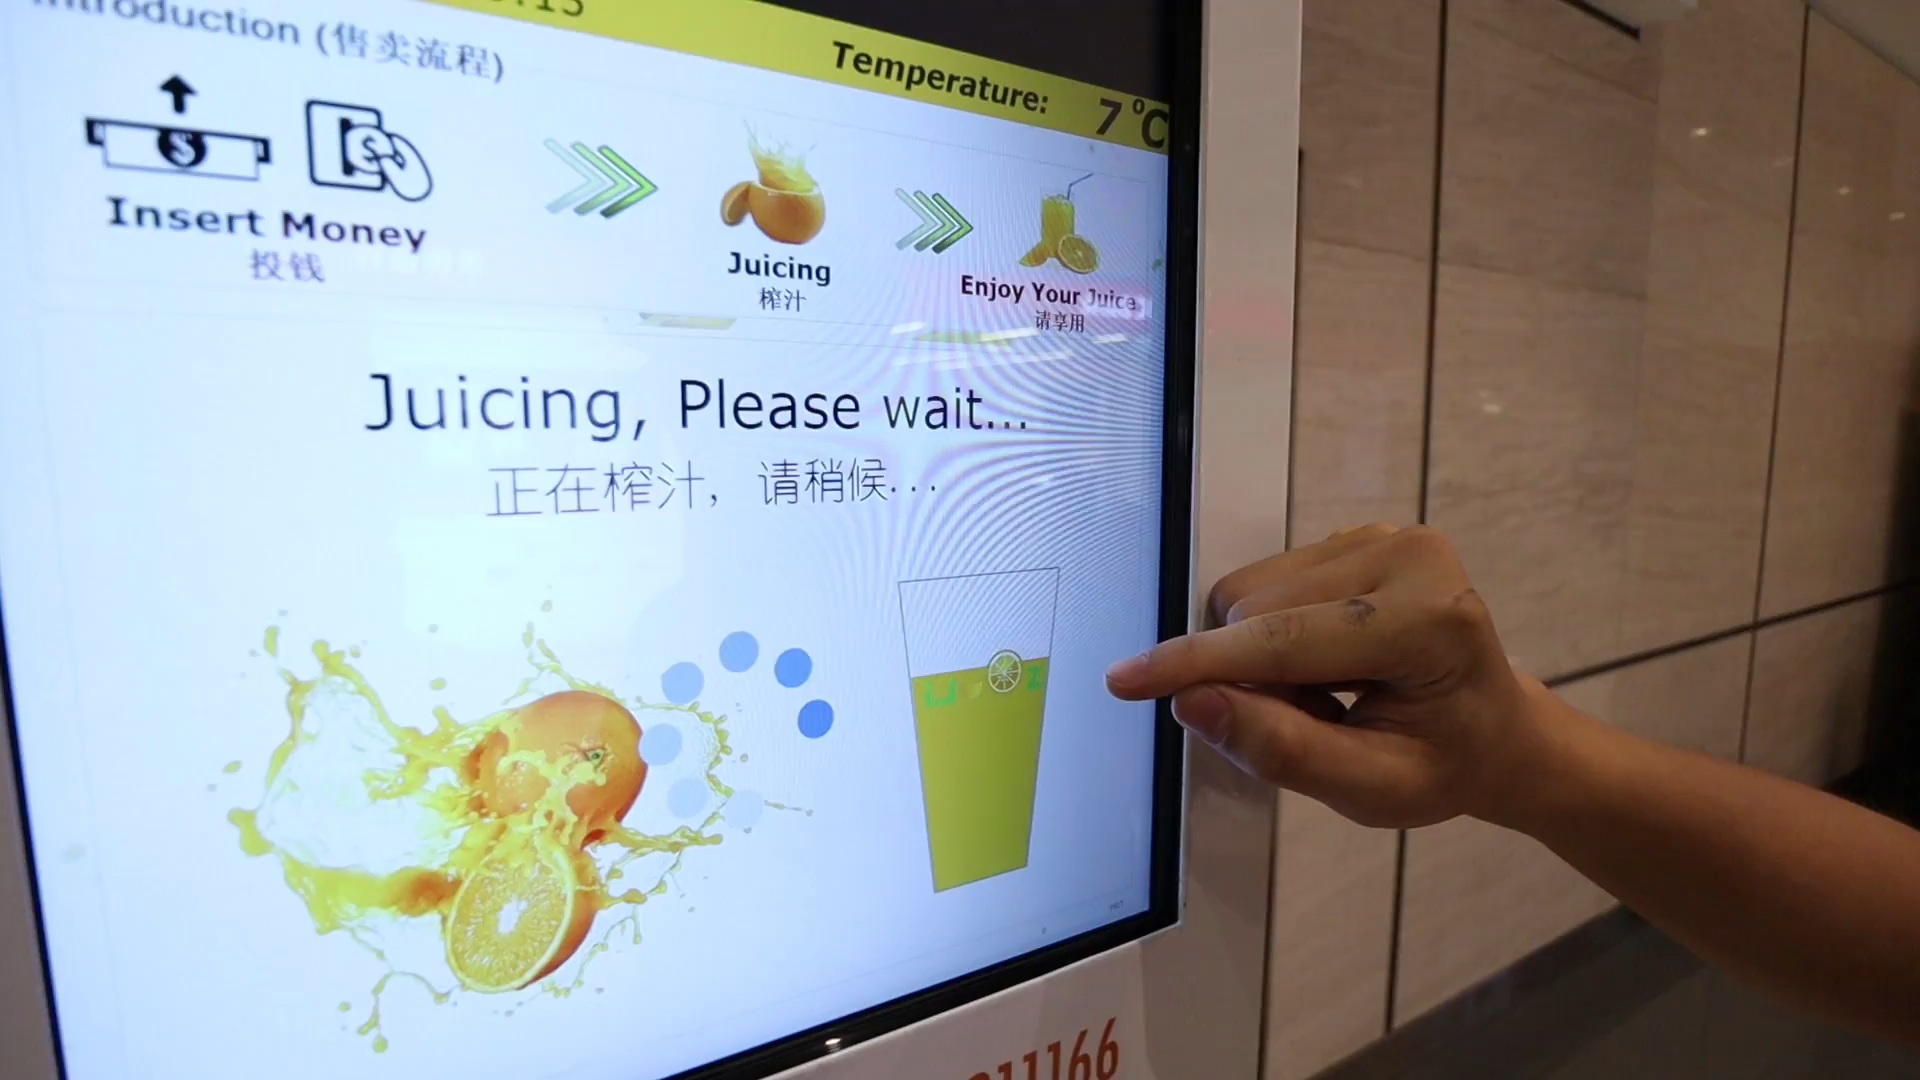 Introduction (售卖流程)
Temperature: 7 °C
Insert Money
投钱
Juicing
榨汁
Enjoy Your Juice
请享用
Juicing, Please wait...
正在榨汁, 请稍候...
11166